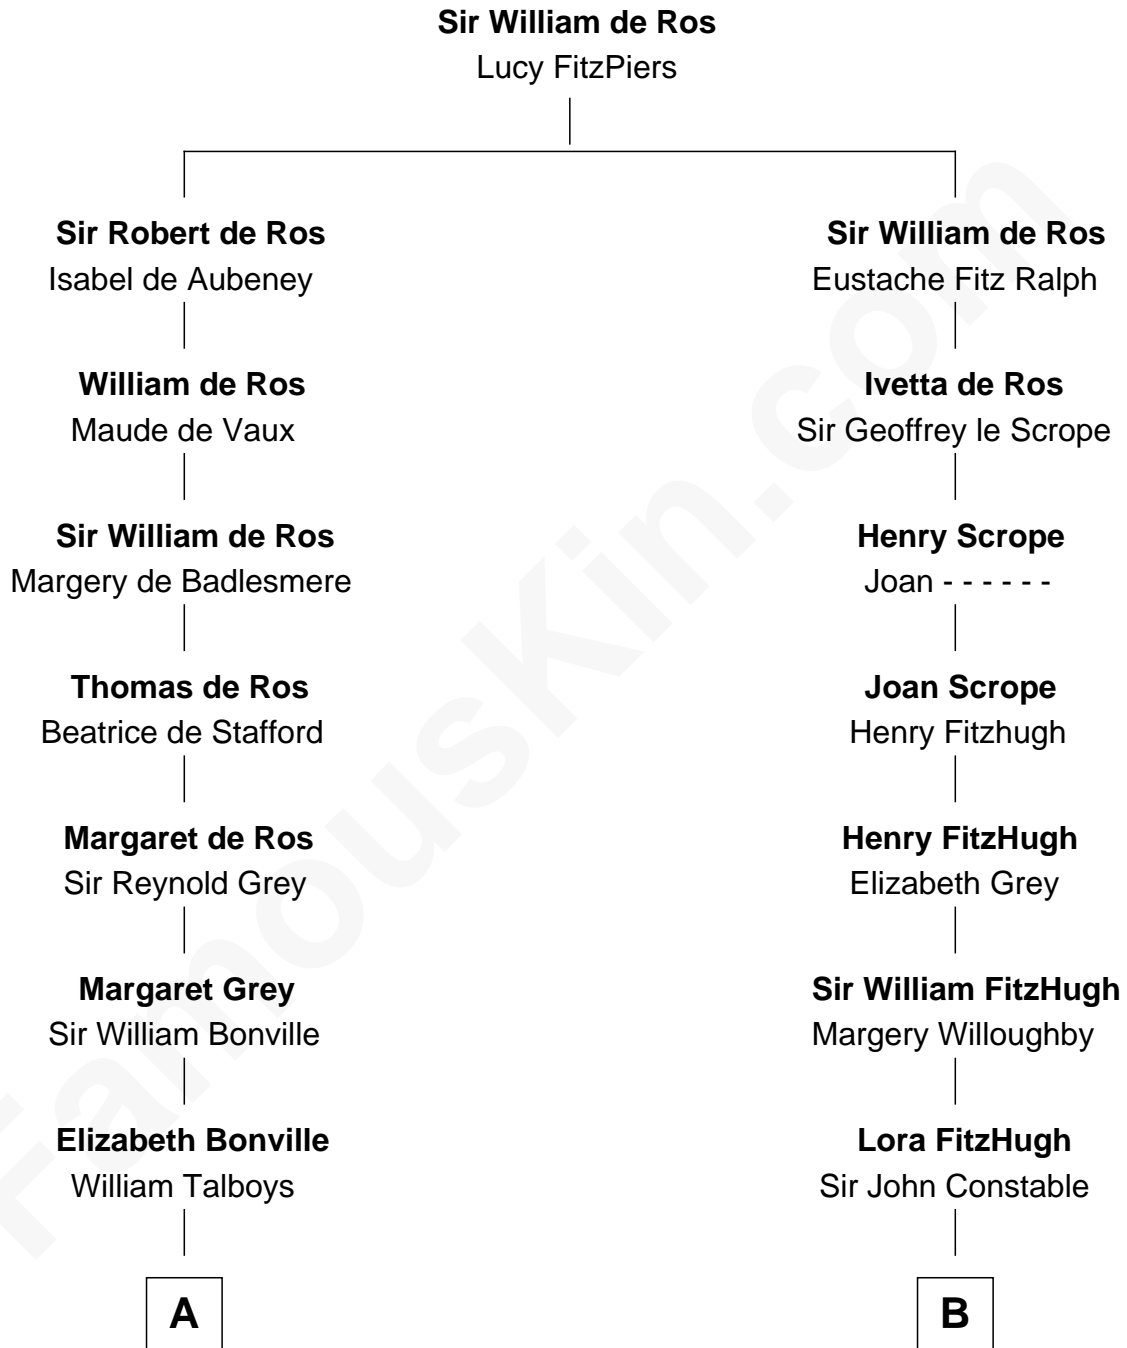 Sir William de Ros
Lucy FitzPiers
Sir Robert de Ros
Isabel de Aubeney
Sir William de Ros
Eustache Fitz Ralph
William de Ros
Maude de Vaux
Ivetta de Ros
Sir Geoffrey le Scrope
Sir William de Ros
Margery de Badlesmere
Henry Scrope
Joan - - - - - -
Thomas de Ros
Beatrice de Stafford
Joan Scrope
Henry Fitzhugh
Margaret de Ros
Sir Reynold Grey
Henry FitzHugh
Elizabeth Grey
Margaret Grey
Sir William Bonville
Sir William FitzHugh
Margery Willoughby
Elizabeth Bonville
William Talboys
Lora FitzHugh
Sir John Constable
A
B
FamousKin.com